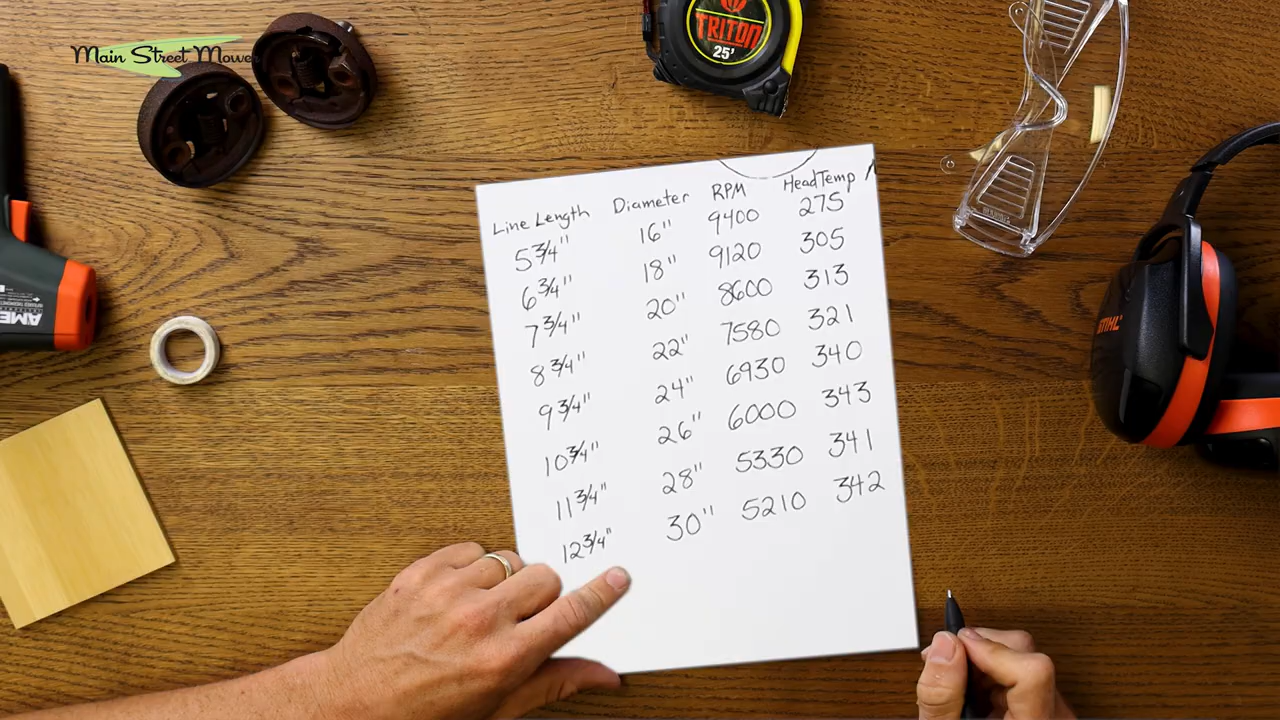 Main Street Mower
TRITON
25'
Line Length Diameter RPM HeadTemp
5 3/4" 16" 9400 275
6 3/4" 18" 9120 305
7 3/4" 20" 8600 313
8 3/4" 22" 7580 321
9 3/4" 24" 6930 340
10 3/4" 26" 6000 343
11 3/4" 28" 5330 341
12 3/4" 30" 5210 342
STIHL
AME